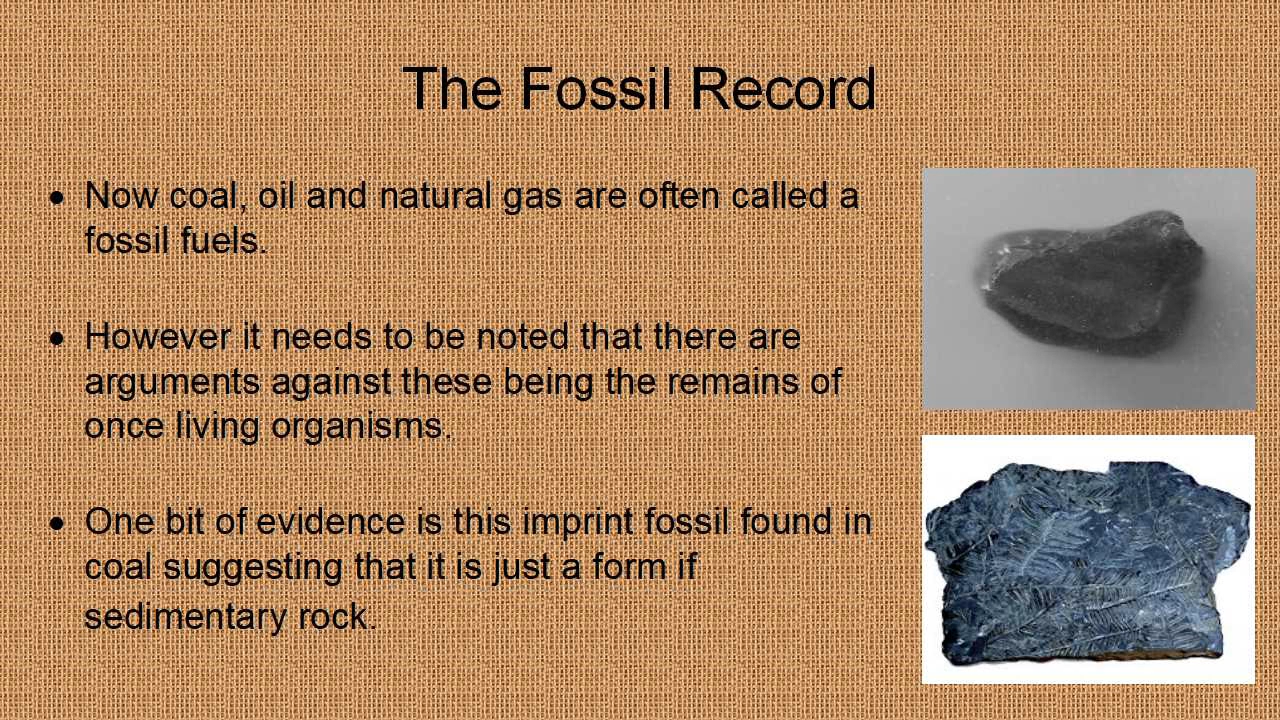 The Fossil Record
• Now coal, oil and natural gas are often called a
fossil fuels.
• However it needs to be noted that there are
arguments against these being the remains of
once living organisms.
• One bit of evidence is this imprint fossil found in
coal suggesting that it is just a form if
sedimentary rock.